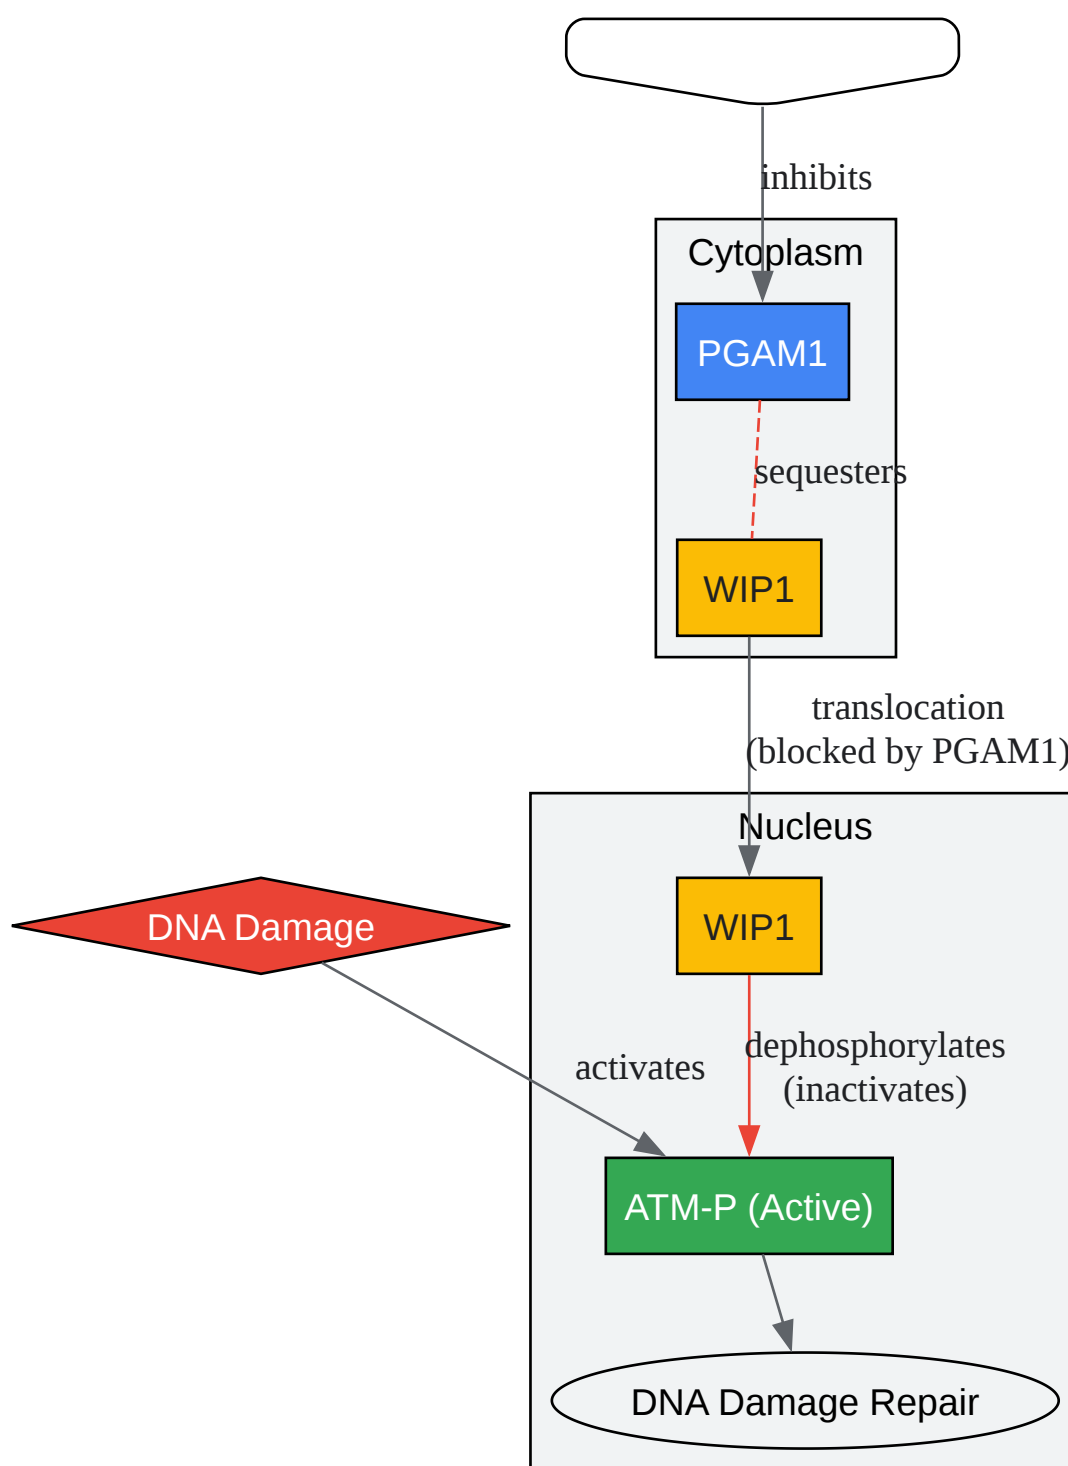 inhibits
Cytoplasm
PGAM1
sequesters
WIP1
translocation
(blocked by PGAM1)
Nucleus
DNA Damage
WIP1
activates
dephosphorylates
(inactivates)
ATM-P (Active)
DNA Damage Repair